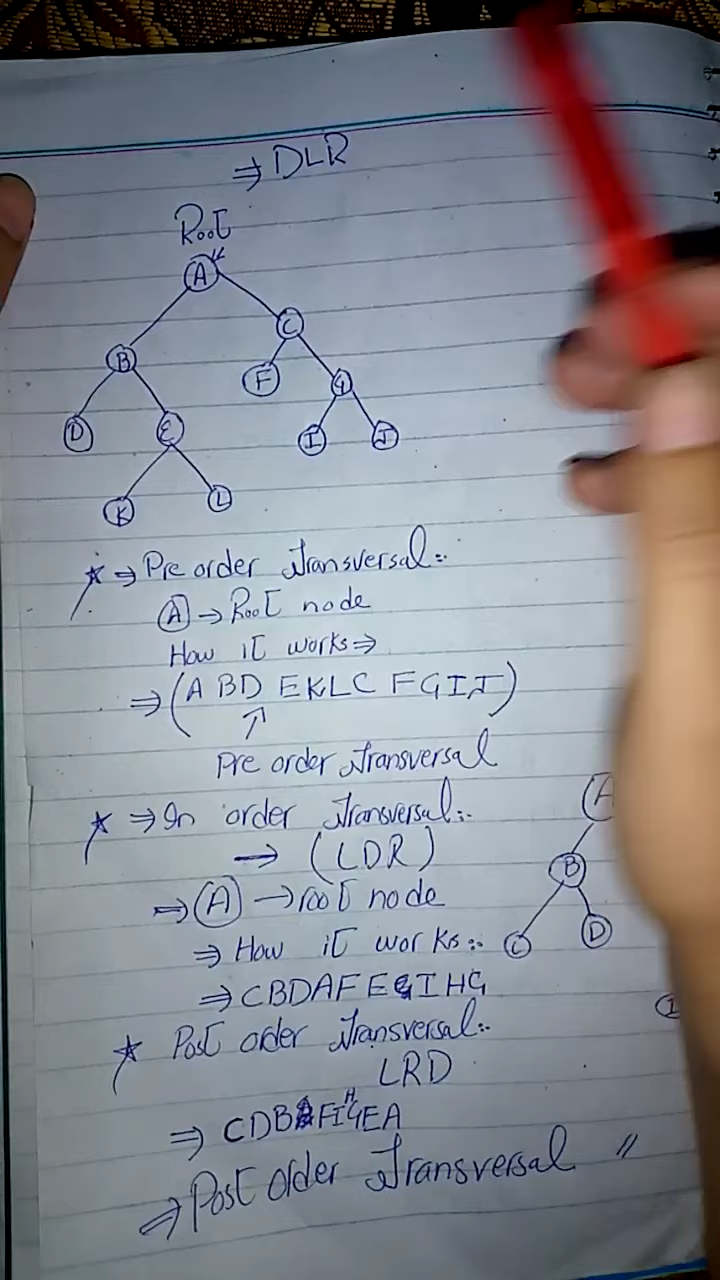 ⇒ DLR
Root
A
B
C
D
E
F
G
I
J
K
L
* ⇒ Pre order Transversal :.
(A) → Root node
How it works ⇒
⇒ (A BD EKLC FGIJ)
↑
Pre order Transversal
* ⇒ In order Transversal :.
→ (LDR)
⇒ (A) → root node
⇒ How it works :.
⇒ CBDAFEGIHG
A
B
C
D
* Post order Transversal :.
LRD
⇒ CDBFIHGEA
⇒ Post order Transversal "